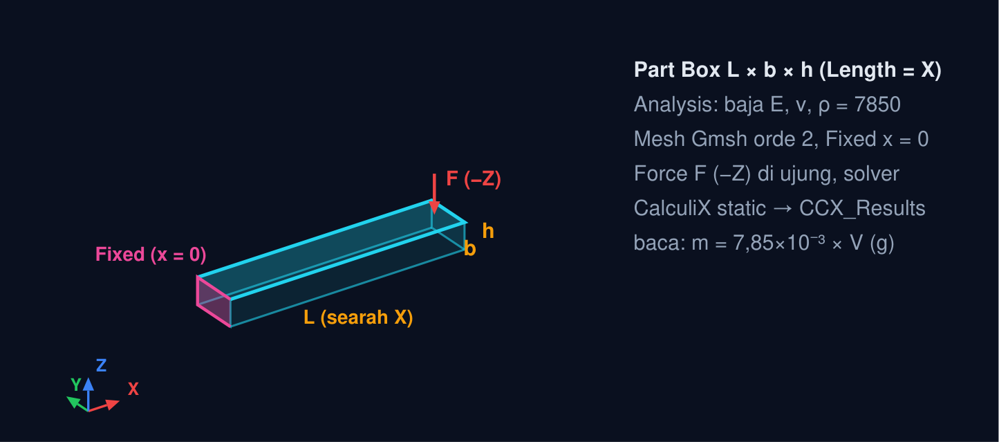 Part Box L × b × h (Length = X)
Analysis: baja E, ν, ρ = 7850
Mesh Gmsh orde 2, Fixed x = 0
Force F (−Z) di ujung, solver
CalculiX static → CCX_Results
baca: m = 7,85×10⁻³ × V (g)
F (−Z)
h
b
Fixed (x = 0)
L (searah X)
Z
Y
X